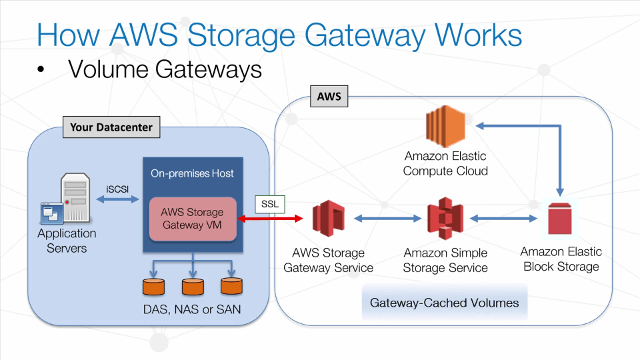 How AWS Storage Gateway Works
• Volume Gateways
AWS
Your Datacenter
On-premises Host
iSCSI
AWS Storage
Gateway VM
SSL
Application
Servers
DAS, NAS or SAN
Amazon Elastic
Compute Cloud
AWS Storage
Gateway Service
Amazon Simple
Storage Service
Amazon Elastic
Block Storage
Gateway-Cached Volumes